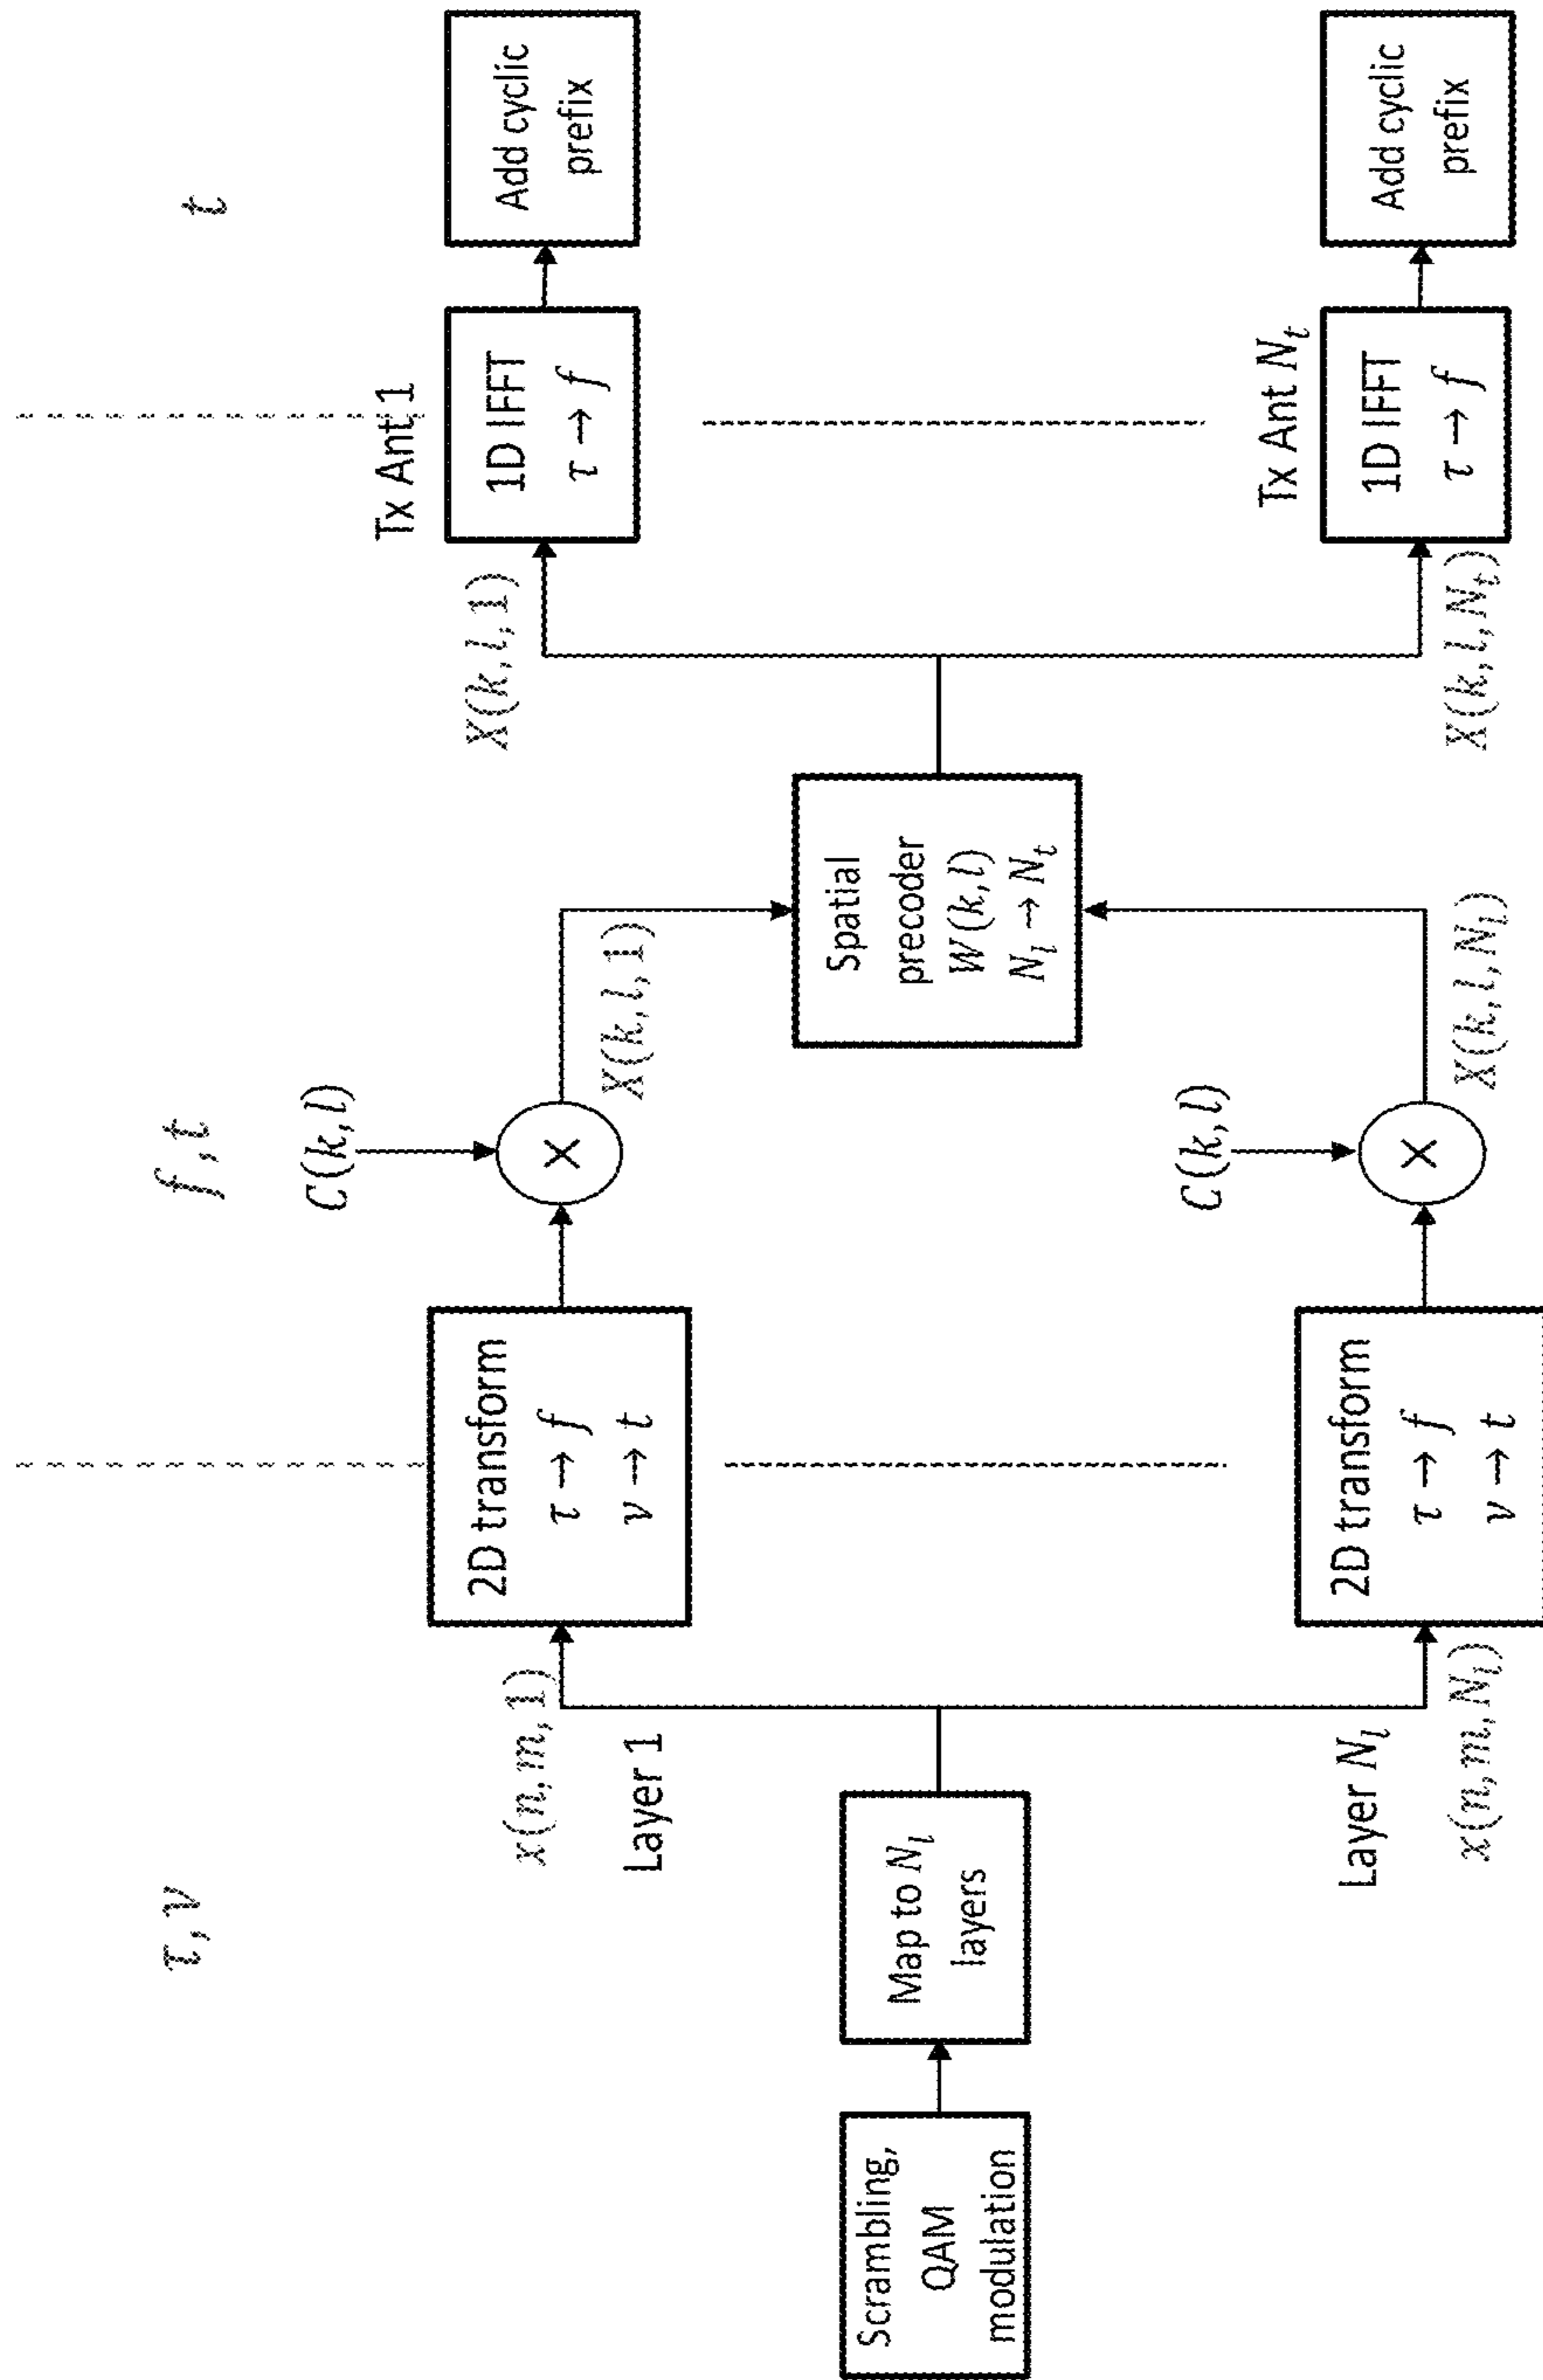 τ, ν
f, t
t
Scrambling,
QAM
modulation
Map to N_l
layers
x(n, m, 1)
Layer 1
2D transform
τ → f
ν → t
C(k, l)
X
X(k, l, 1)
Layer N_l
x(n, m, N_l)
2D transform
τ → f
ν → t
C(k, l)
X
X(k, l, N_l)
Spatial
precoder
W(k, l)
N_l → N_t
X(k, l, 1)
Tx Ant 1
1D IFFT
τ → f
Add cyclic
prefix
X(k, l, N_t)
Tx Ant N_t
1D IFFT
τ → f
Add cyclic
prefix